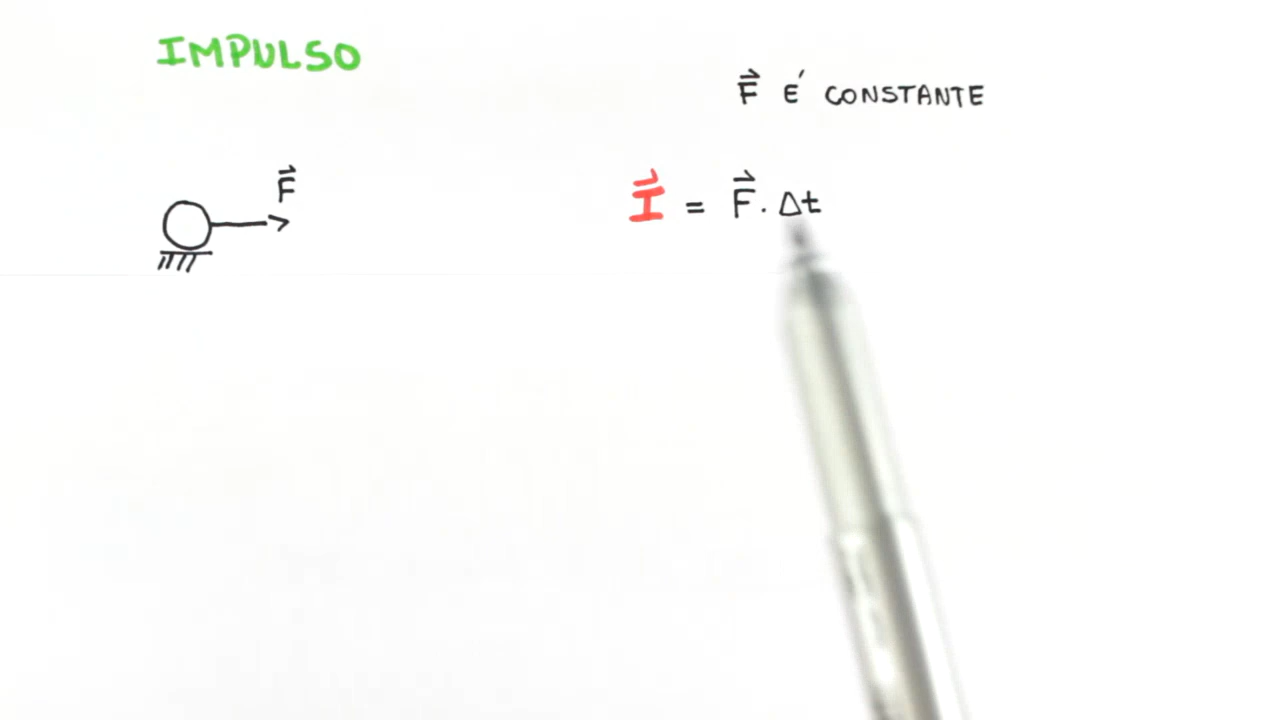 IMPULSO
F⃗ É CONSTANTE
F⃗
I⃗ = F⃗ . Δt